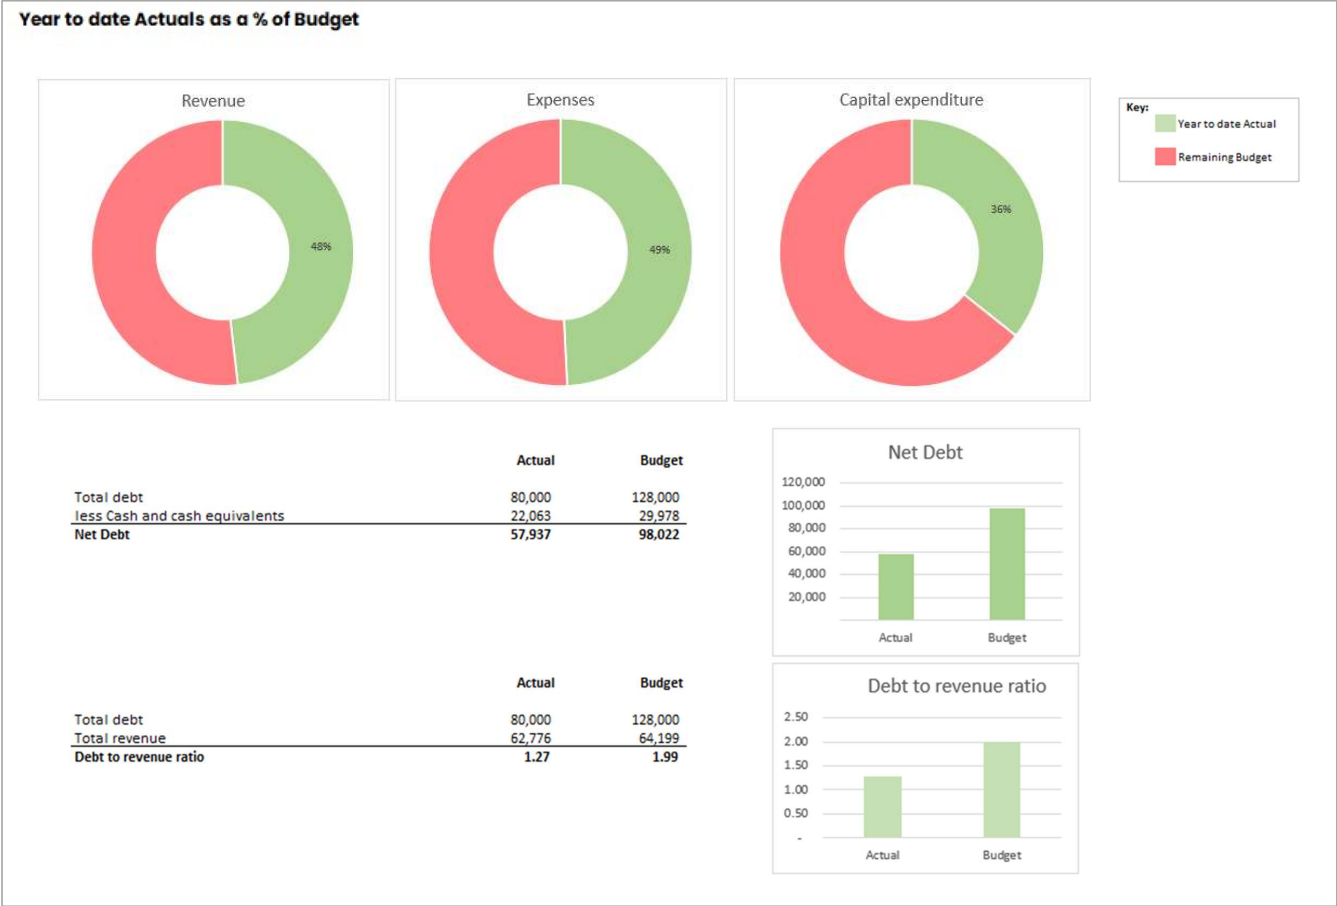 Year to date Actuals as a % of Budget
Revenue
48%
Expenses
49%
Capital expenditure
36%
Key:
Year to date Actual
Remaining Budget
Actual Budget
Total debt 80,000 128,000
less Cash and cash equivalents 22,063 29,978
Net Debt 57,937 98,022
Net Debt
120,000
100,000
80,000
60,000
40,000
20,000
Actual Budget
Actual Budget
Total debt 80,000 128,000
Total revenue 62,776 64,199
Debt to revenue ratio 1.27 1.99
Debt to revenue ratio
2.50
2.00
1.50
1.00
0.50
-
Actual Budget